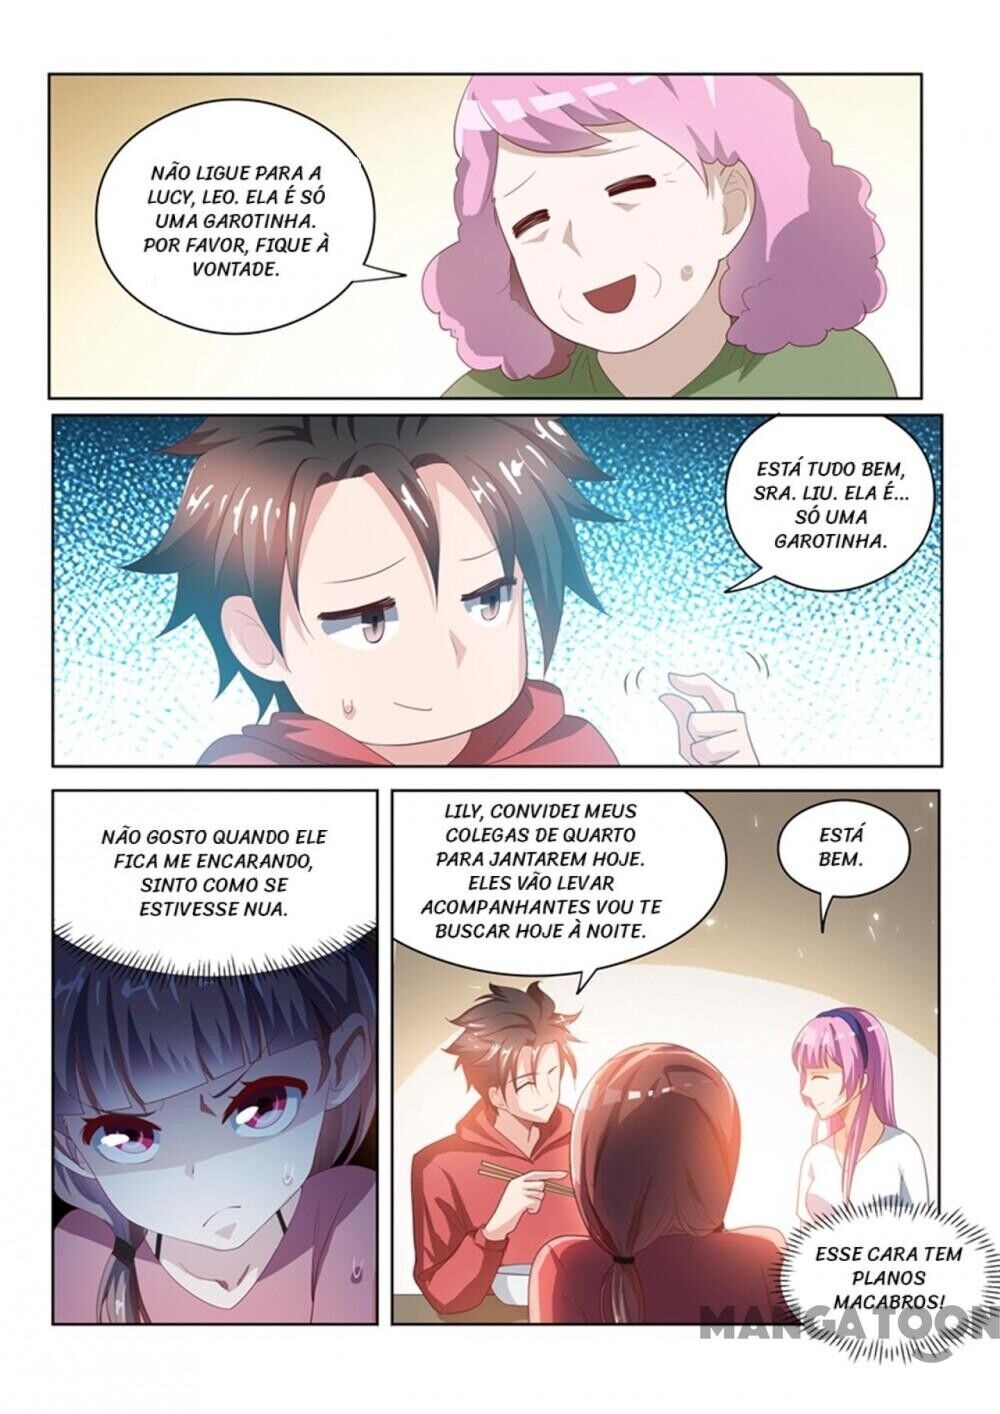 NÃO LIGUE PARA A
LUCY, LEO. ELA É SÓ
UMA GAROTINHA.
POR FAVOR, FIQUE À
VONTADE.
ESTÁ TUDO BEM,
SRA. LIU. ELA É...
SÓ UMA
GAROTINHA.
NÃO GOSTO QUANDO ELE
FICA ME ENCARANDO,
SINTO COMO SE
ESTIVESSE NUA.
LILY, CONVIDEI MEUS
COLEGAS DE QUARTO
PARA JANTAREM HOJE.
ELES VÃO LEVAR
ACOMPANHANTES VOU TE
BUSCAR HOJE À NOITE.
ESTÁ
BEM.
ESSE CARA TEM
PLANOS
MACABROS!
MANGATOON